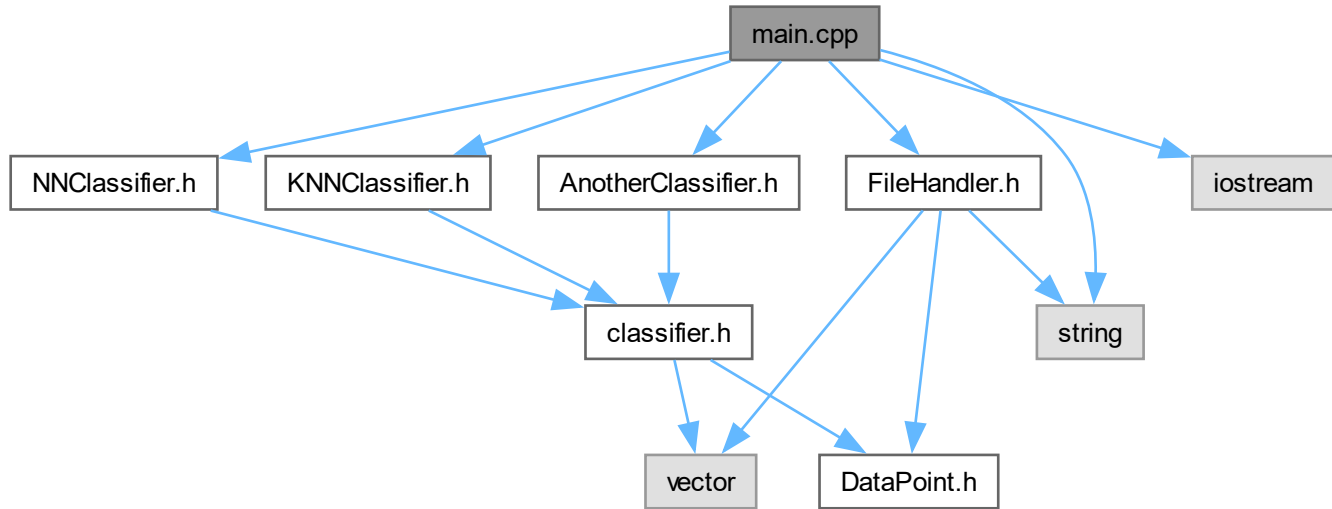 main.cpp
NNClassifier.h
KNNClassifier.h
AnotherClassifier.h
FileHandler.h
iostream
classifier.h
string
vector
DataPoint.h